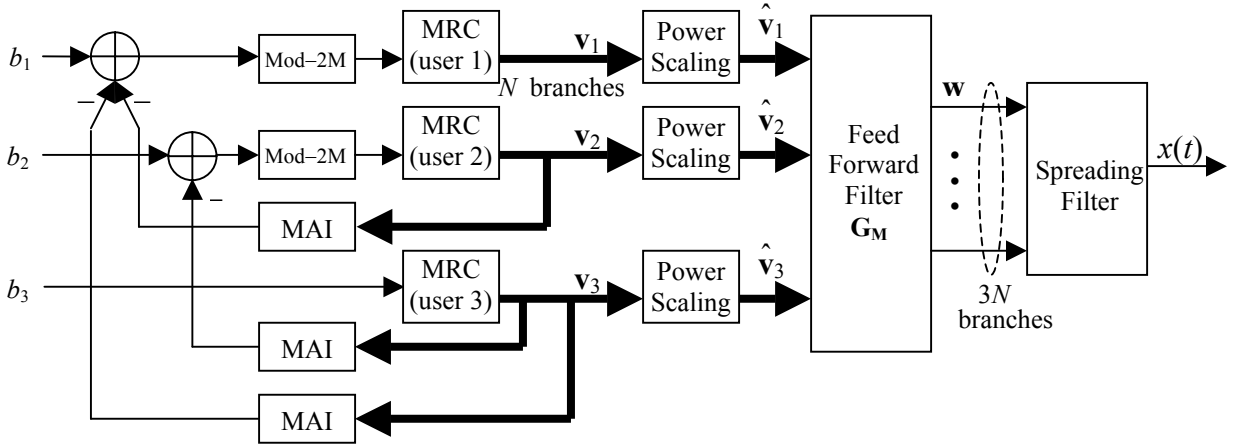 b₁
−
−
Mod–2M
MRC
(user 1)
v₁
N branches
Power
Scaling
v̂₁
b₂
−
Mod–2M
MRC
(user 2)
v₂
Power
Scaling
v̂₂
MAI
b₃
MRC
(user 3)
v₃
Power
Scaling
v̂₃
MAI
MAI
Feed
Forward
Filter
G_M
w
3N
branches
Spreading
Filter
x(t)